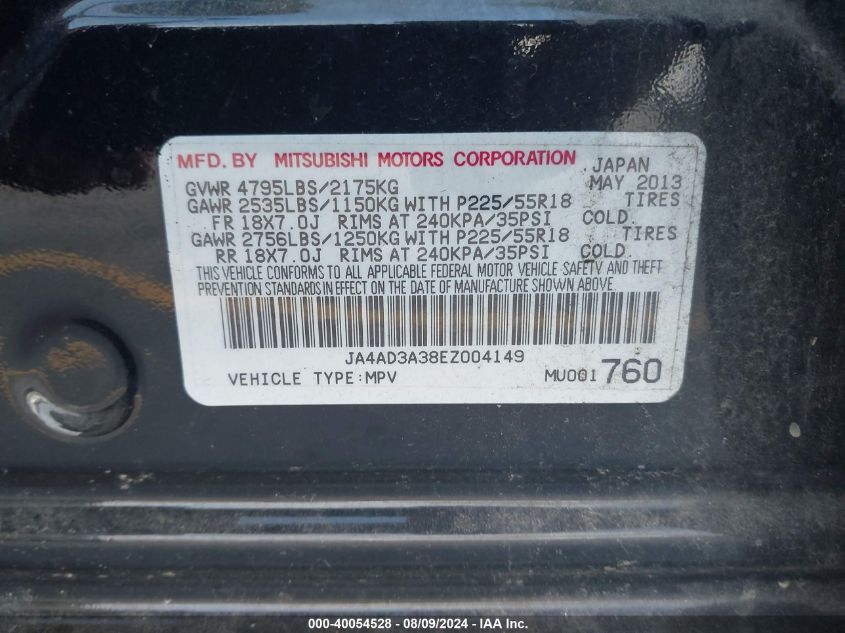 MFD. BY MITSUBISHI MOTORS CORPORATION JAPAN
GVWR 4795LBS/2175KG MAY 2013
GAWR 2535LBS/1150KG WITH P225/55R18 TIRES
FR 18X7.0J RIMS AT 240KPA/35PSI COLD.
GAWR 2756LBS/1250KG WITH P225/55R18 TIRES
RR 18X7.0J RIMS AT 240KPA/35PSI COLD.
THIS VEHICLE CONFORMS TO ALL APPLICABLE FEDERAL MOTOR VEHICLE SAFETY AND THEFT
PREVENTION STANDARDS IN EFFECT ON THE DATE OF MANUFACTURE SHOWN ABOVE.
JA4AD3A38EZ004149
VEHICLE TYPE:MPV MU001 760
000-40054528 - 08/09/2024 - COPYRIGHT IAA, LLC.